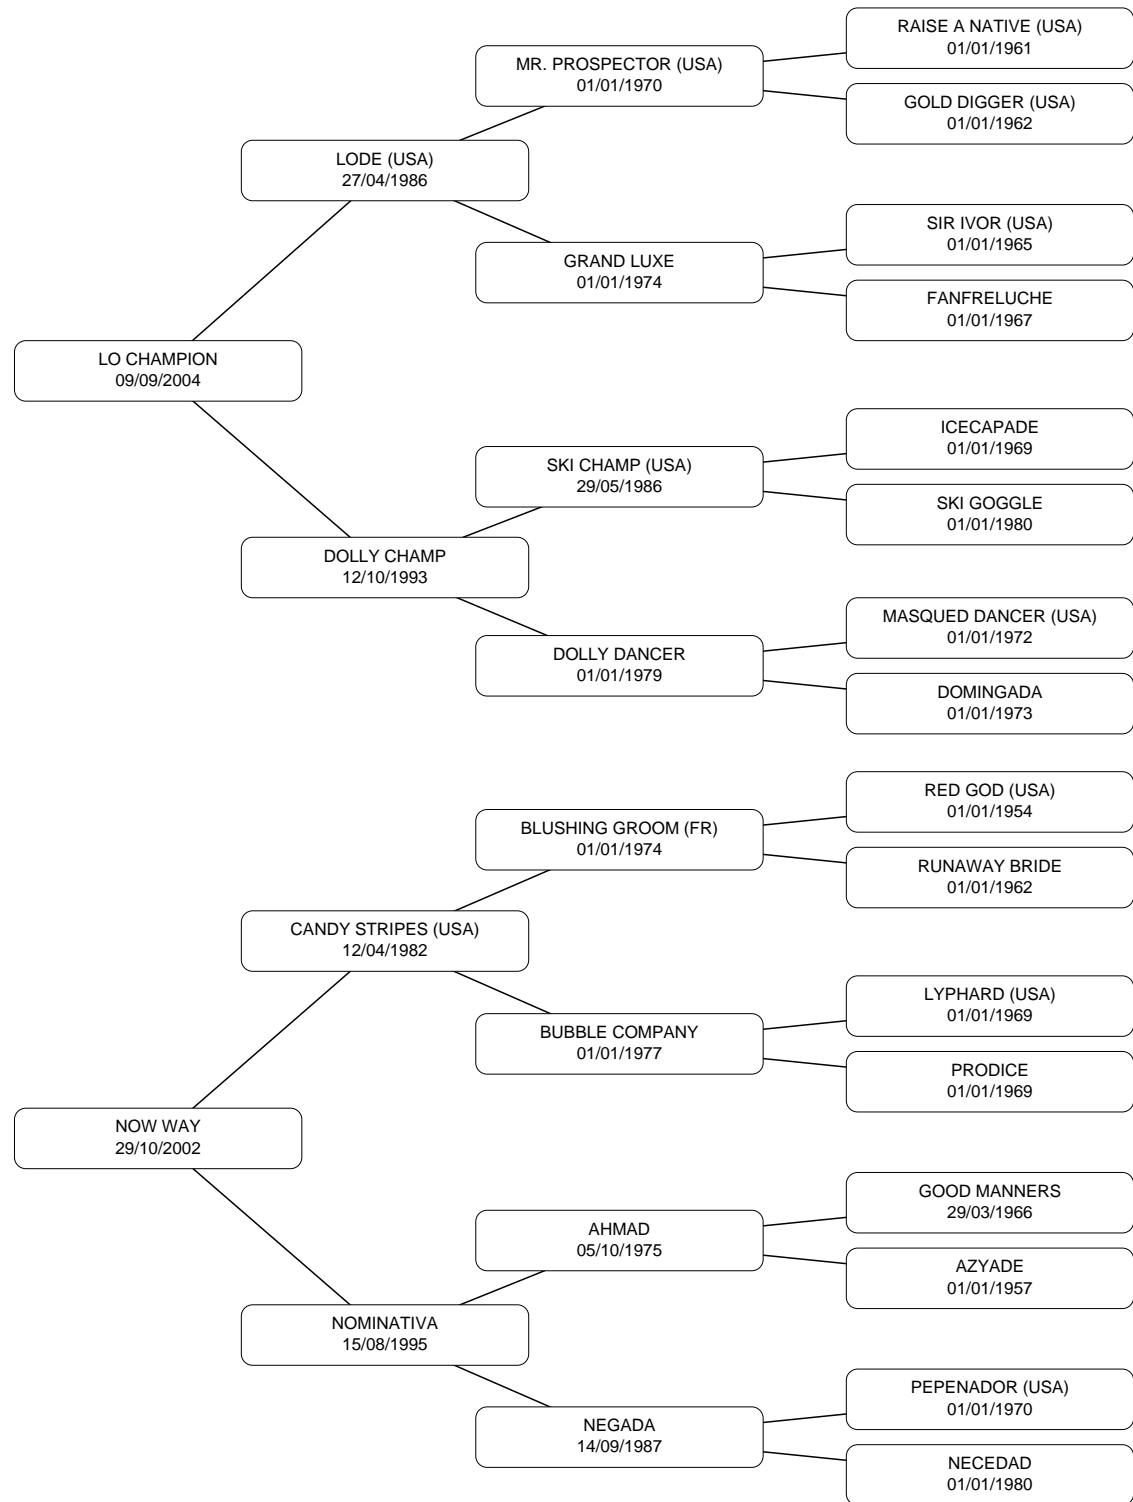 RAISE A NATIVE (USA)
01/01/1961
MR. PROSPECTOR (USA)
01/01/1970
GOLD DIGGER (USA)
01/01/1962
LODE (USA)
27/04/1986
SIR IVOR (USA)
01/01/1965
GRAND LUXE
01/01/1974
FANFRELUCHE
01/01/1967
LO CHAMPION
09/09/2004
ICECAPADE
01/01/1969
SKI CHAMP (USA)
29/05/1986
SKI GOGGLE
01/01/1980
DOLLY CHAMP
12/10/1993
MASQUED DANCER (USA)
01/01/1972
DOLLY DANCER
01/01/1979
DOMINGADA
01/01/1973
RED GOD (USA)
01/01/1954
BLUSHING GROOM (FR)
01/01/1974
RUNAWAY BRIDE
01/01/1962
CANDY STRIPES (USA)
12/04/1982
LYPHARD (USA)
01/01/1969
BUBBLE COMPANY
01/01/1977
PRODICE
01/01/1969
NOW WAY
29/10/2002
GOOD MANNERS
29/03/1966
AHMAD
05/10/1975
AZYADE
01/01/1957
NOMINATIVA
15/08/1995
PEPENADOR (USA)
01/01/1970
NEGADA
14/09/1987
NECEDAD
01/01/1980